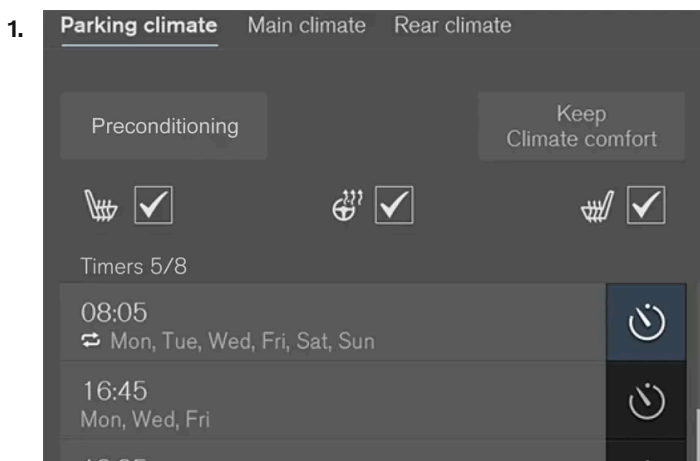 1.
Parking climate Main climate Rear climate
Preconditioning
Keep
Climate comfort
Timers 5/8
08:05
Mon, Tue, Wed, Fri, Sat, Sun
16:45
Mon, Wed, Fri